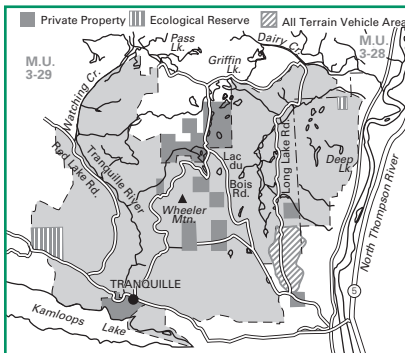 Private Property
Ecological Reserve
All Terrain Vehicle Area
M.U.
3-29
Pass
Lk.
Griffin
Lk.
Dairy C.
M.U.
3-28
Watching Cr.
Red Lake Rd.
Tranquille River
Lac
du
Bois
Rd.
Long Lake Rd.
Deep
Lk.
Wheeler
Mtn.
North Thompson River
TRANQUILLE
Kamloops
Lake
5